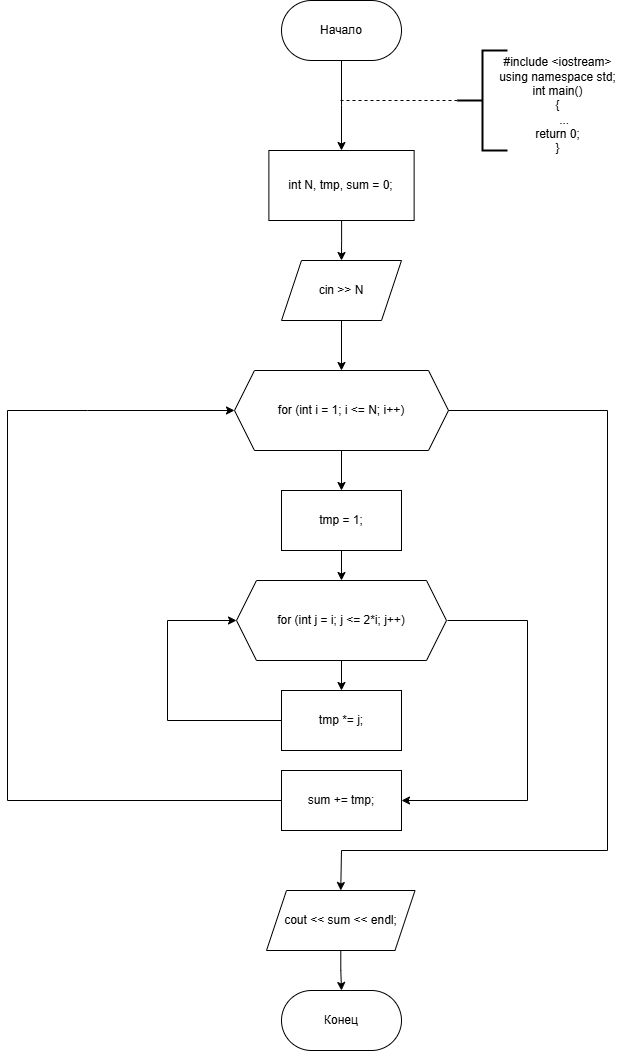 Начало
#include <iostream>
using namespace std;
int main()
{
...
return 0;
}
int N, tmp, sum = 0;
cin >> N
for (int i = 1; i <= N; i++)
tmp = 1;
for (int j = i; j <= 2*i; j++)
tmp *= j;
sum += tmp;
cout << sum << endl;
Конец